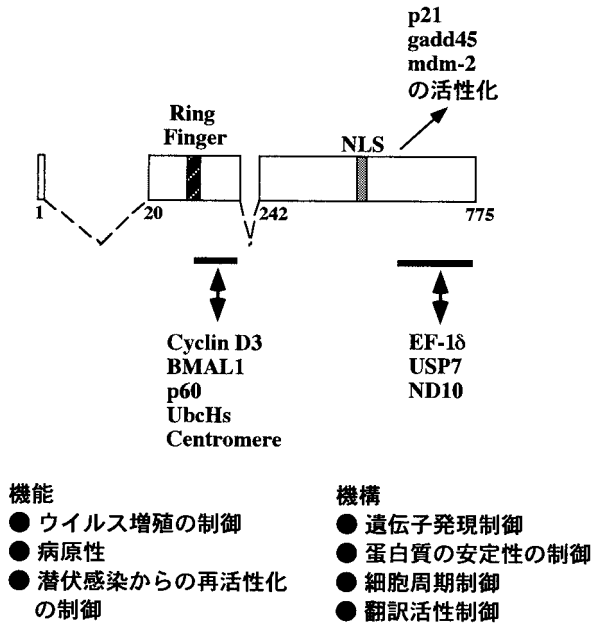 p21
gadd45
mdm-2
の活性化
Ring
Finger
NLS
1
20
242
775
Cyclin D3
BMAL1
p60
UbcHs
Centromere
EF-1δ
USP7
ND10
機能
● ウイルス増殖の制御
● 病原性
● 潜伏感染からの再活性化
の制御
機構
● 遺伝子発現制御
● 蛋白質の安定性の制御
● 細胞周期制御
● 翻訳活性制御